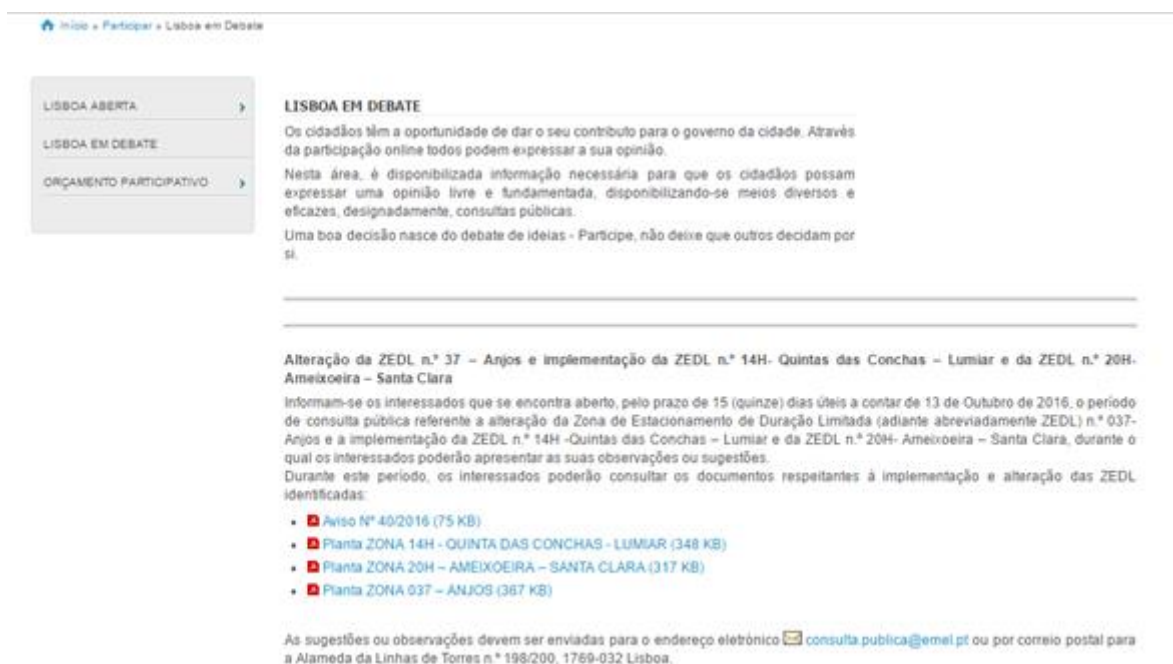 Início » Participar » Lisboa em Debate
LISBOA ABERTA
LISBOA EM DEBATE
ORÇAMENTO PARTICIPATIVO
LISBOA EM DEBATE
Os cidadãos têm a oportunidade de dar o seu contributo para o governo da cidade. Através
da participação online todos podem expressar a sua opinião.
Nesta área, é disponibilizada informação necessária para que os cidadãos possam
expressar uma opinião livre e fundamentada, disponibilizando-se meios diversos e
eficazes, designadamente, consultas públicas.
Uma boa decisão nasce do debate de ideias - Participe, não deixe que outros decidam por
si.
Alteração da ZEDL n.º 37 – Anjos e implementação da ZEDL n.º 14H- Quintas das Conchas – Lumiar e da ZEDL n.º 20H-
Ameixoeira – Santa Clara
Informam-se os interessados que se encontra aberto, pelo prazo de 15 (quinze) dias úteis a contar de 13 de Outubro de 2016, o período
de consulta pública referente a alteração da Zona de Estacionamento de Duração Limitada (adiante abreviadamente ZEDL) n.º 037-
Anjos e a implementação da ZEDL n.º 14H -Quintas das Conchas – Lumiar e da ZEDL n.º 20H- Ameixoeira – Santa Clara, durante o
qual os interessados poderão apresentar as suas observações ou sugestões.
Durante este período, os interessados poderão consultar os documentos respeitantes à implementação e alteração das ZEDL
identificadas:
Aviso Nº 40/2016 (75 KB)
Planta ZONA 14H - QUINTA DAS CONCHAS - LUMIAR (348 KB)
Planta ZONA 20H – AMEIXOEIRA – SANTA CLARA (317 KB)
Planta ZONA 037 – ANJOS (367 KB)
As sugestões ou observações devem ser enviadas para o endereço eletrónico consulta.publica@emel.pt ou por correio postal para
a Alameda da Linhas de Torres n.º 198/200, 1769-032 Lisboa.